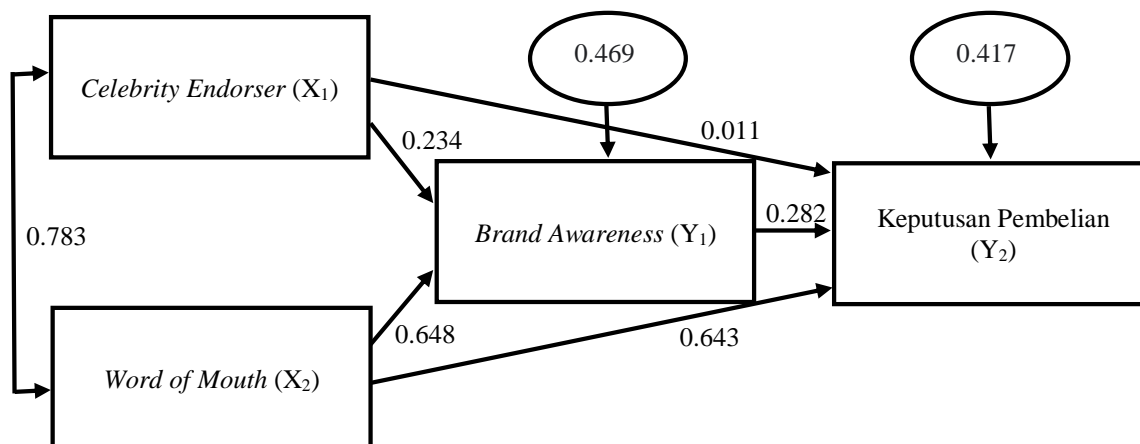 0.469
0.417
Celebrity Endorser (X₁)
0.011
0.234
0.783
Brand Awareness (Y₁)
0.282
Keputusan Pembelian
(Y₂)
0.648
0.643
Word of Mouth (X₂)